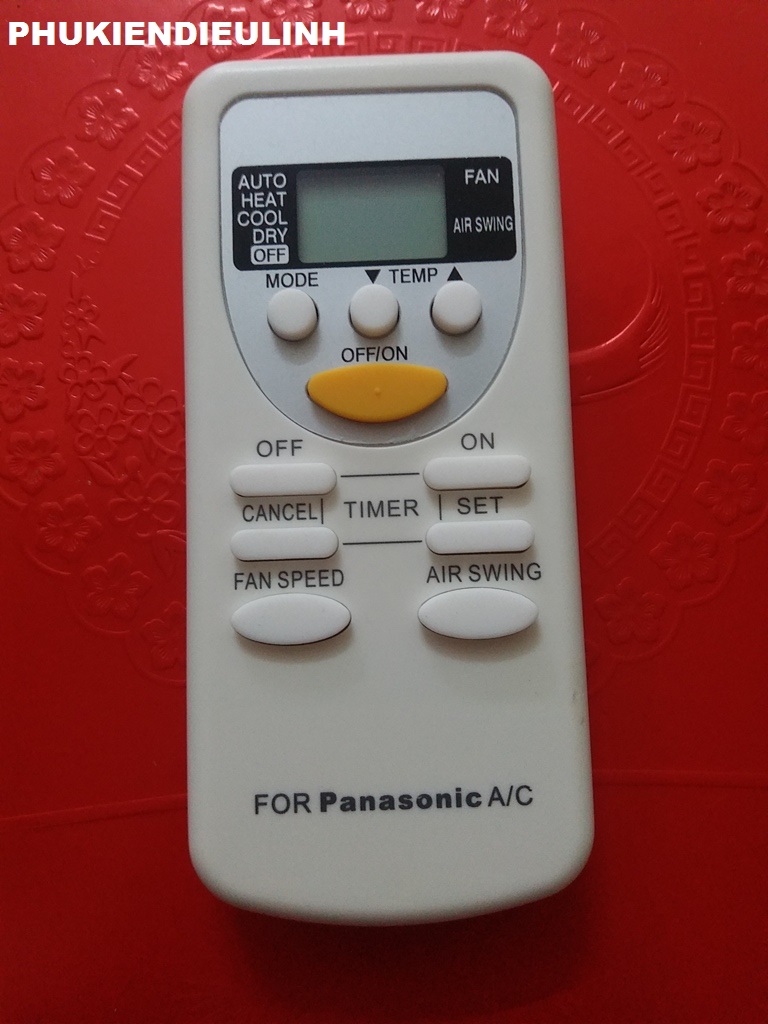 PHUKIENDIEULINH
AUTO
HEAT
COOL
DRY
OFF
FAN
AIR SWING
MODE
▼ TEMP ▲
OFF/ON
OFF
ON
CANCEL| TIMER | SET
FAN SPEED
AIR SWING
FOR Panasonic A/C